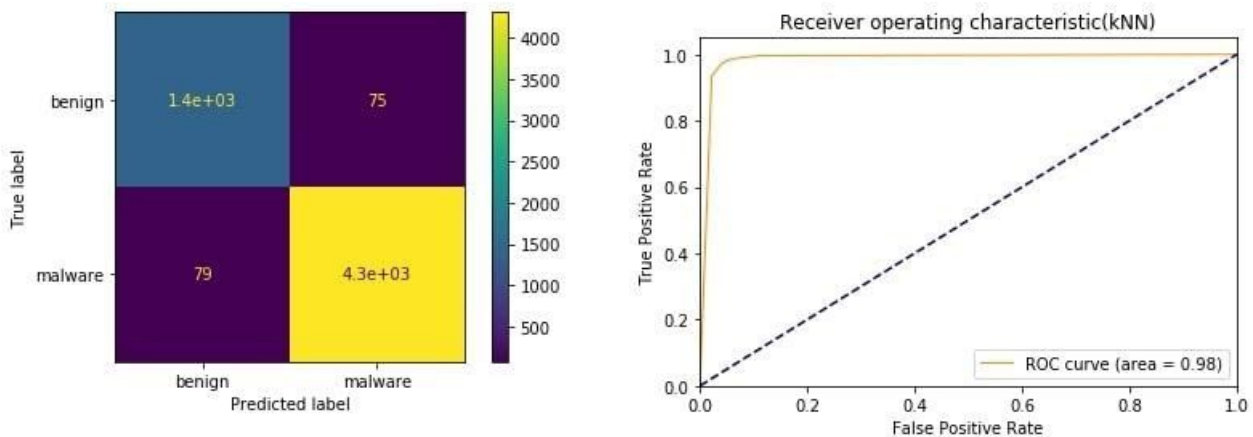 True label
benign
malware
1.4e+03
75
79
4.3e+03
benign
malware
Predicted label
4000
3500
3000
2500
2000
1500
1000
500
Receiver operating characteristic(kNN)
True Positive Rate
1.0
0.8
0.6
0.4
0.2
0.0
0.0
0.2
0.4
0.6
0.8
1.0
False Positive Rate
ROC curve (area = 0.98)